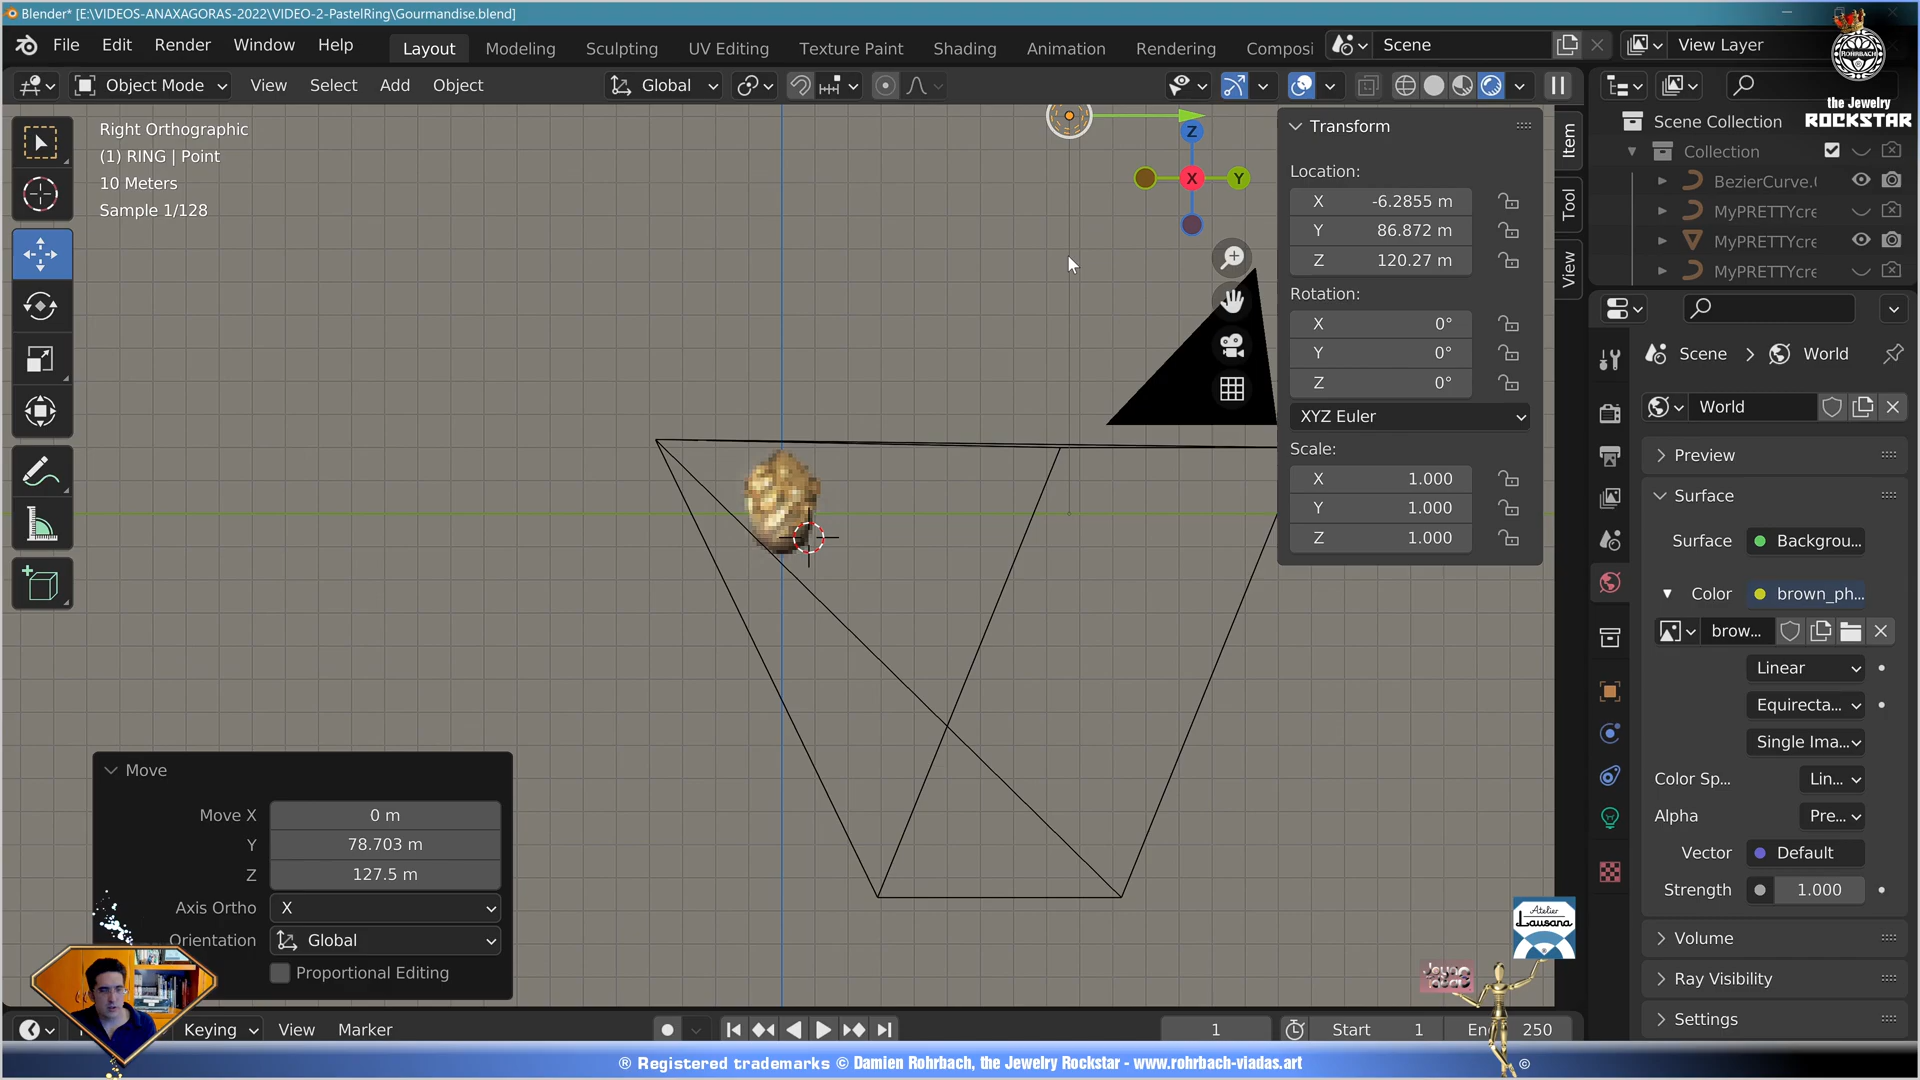 Blender* [E:\VIDEOS-ANAXAGORAS-2022\VIDEO-2-PastelRing\Gourmandise.blend]
File Edit Render Window Help Layout Modeling Sculpting UV Editing Texture Paint Shading Animation Rendering Composi Scene View Layer
Object Mode View Select Add Object Global
ROHRBACH
the Jewelry
ROCKSTAR
Right Orthographic
(1) RING | Point
10 Meters
Sample 1/128
Z
X
Y
Transform
Location:
X -6.2855 m
Y 86.872 m
Z 120.27 m
Rotation:
X 0°
Y 0°
Z 0°
XYZ Euler
Scale:
X 1.000
Y 1.000
Z 1.000
Item
Tool
View
Scene Collection
Collection
BezierCurve.(
MyPRETTYcre
MyPRETTYcre
MyPRETTYcre
Scene World
World
Preview
Surface
Surface Backgrou...
Color brown_ph...
brow...
Linear
Equirecta...
Single Ima...
Color Sp... Lin...
Alpha Pre...
Vector Default
Strength 1.000
Volume
Ray Visibility
Settings
Move
Move X 0 m
Y 78.703 m
Z 127.5 m
Axis Ortho X
Orientation Global
Proportional Editing
Atelier
Lausana
Keying View Marker 1 Start 1 En 250
® Registered trademarks © Damien Rohrbach, the Jewelry Rockstar - www.rohrbach-viadas.art ©